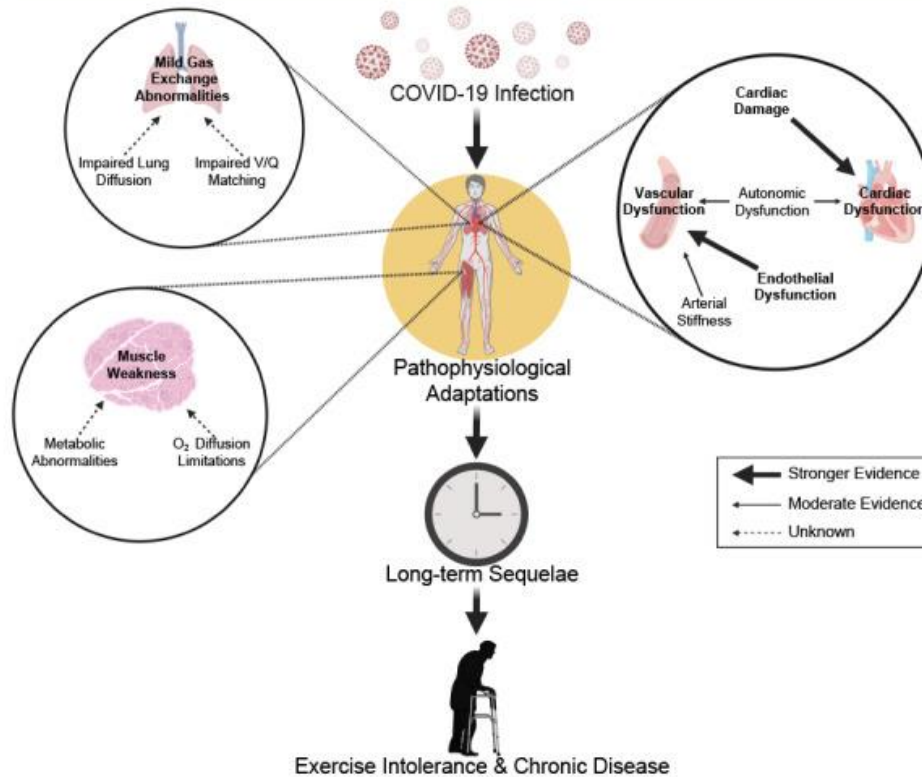 COVID-19 Infection
Mild Gas
Exchange
Abnormalities
Impaired Lung
Diffusion
Impaired V/Q
Matching
Cardiac
Damage
Vascular
Dysfunction
Autonomic
Dysfunction
Cardiac
Dysfunction
Endothelial
Dysfunction
Arterial
Stiffness
Muscle
Weakness
Metabolic
Abnormalities
O₂ Diffusion
Limitations
Pathophysiological
Adaptations
Stronger Evidence
Moderate Evidence
Unknown
Long-term Sequelae
Exercise Intolerance & Chronic Disease